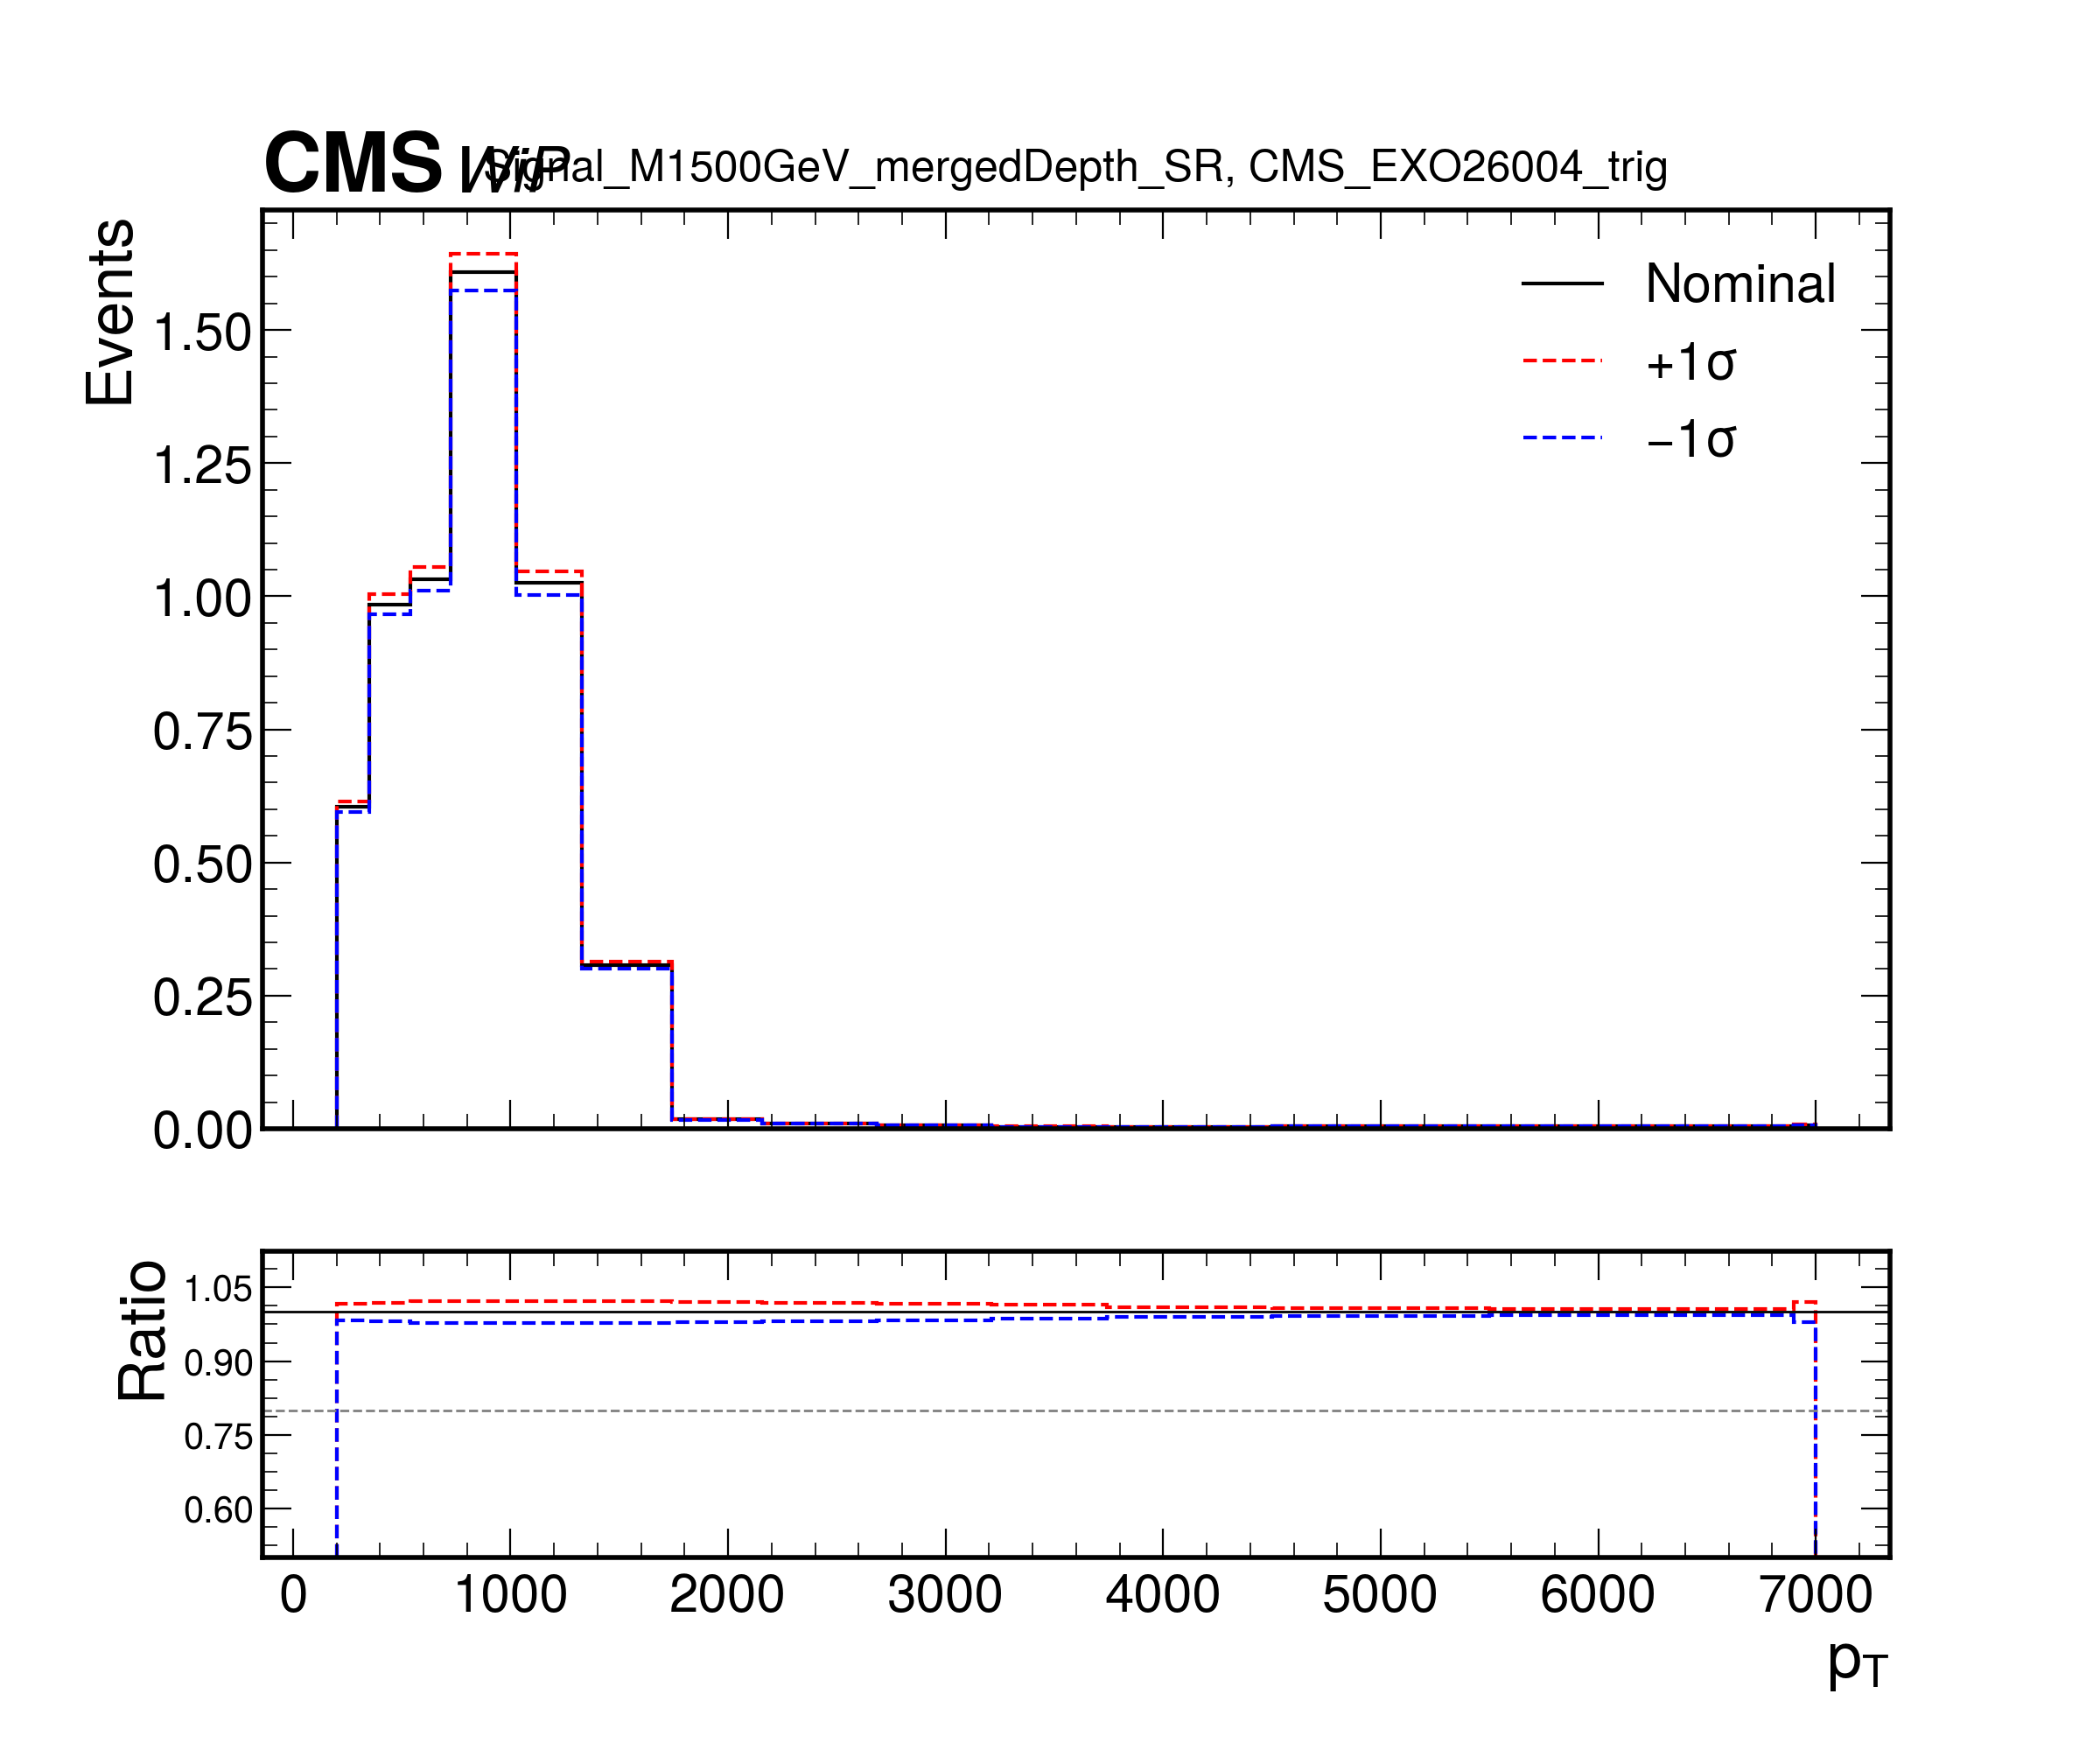 CMS WiP Signal_M1500GeV_mergedDepth_SR, CMS_EXO26004_trig
Events
Nominal
+1σ
−1σ
1.50
1.25
1.00
0.75
0.50
0.25
0.00
Ratio
1.05
0.90
0.75
0.60
0 1000 2000 3000 4000 5000 6000 7000
pT